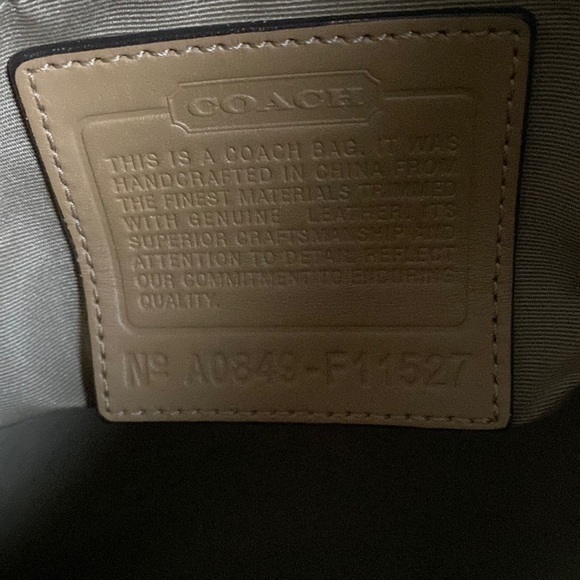 COACH
THIS IS A COACH BAG. IT WAS
HANDCRAFTED IN CHINA FROM
THE FINEST MATERIALS TRIMMED
WITH GENUINE LEATHER. IT'S
SUPERIOR CRAFTSMANSHIP AND
ATTENTION TO DETAIL REFLECT
OUR COMMITMENT TO ENDURING
QUALITY.
Nº A0849-F11527